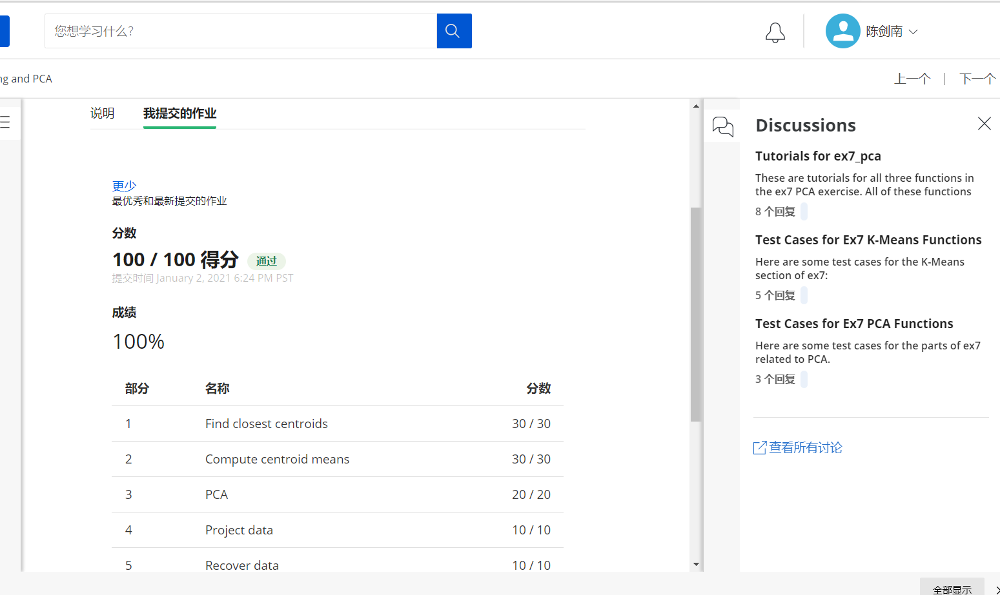 您想学习什么?
陈剑南
ng and PCA
上一个
下一个
说明
我提交的作业
更少
最优秀和最新提交的作业
分数
100 / 100 得分 通过
提交时间 January 2, 2021 6:24 PM PST
成绩
100%
部分 名称 分数
1 Find closest centroids 30 / 30
2 Compute centroid means 30 / 30
3 PCA 20 / 20
4 Project data 10 / 10
5 Recover data 10 / 10
Discussions
Tutorials for ex7_pca
These are tutorials for all three functions in
the ex7 PCA exercise. All of these functions
8 个回复
Test Cases for Ex7 K-Means Functions
Here are some test cases for the K-Means
section of ex7:
5 个回复
Test Cases for Ex7 PCA Functions
Here are some test cases for the parts of ex7
related to PCA.
3 个回复
查看所有讨论
全部显示